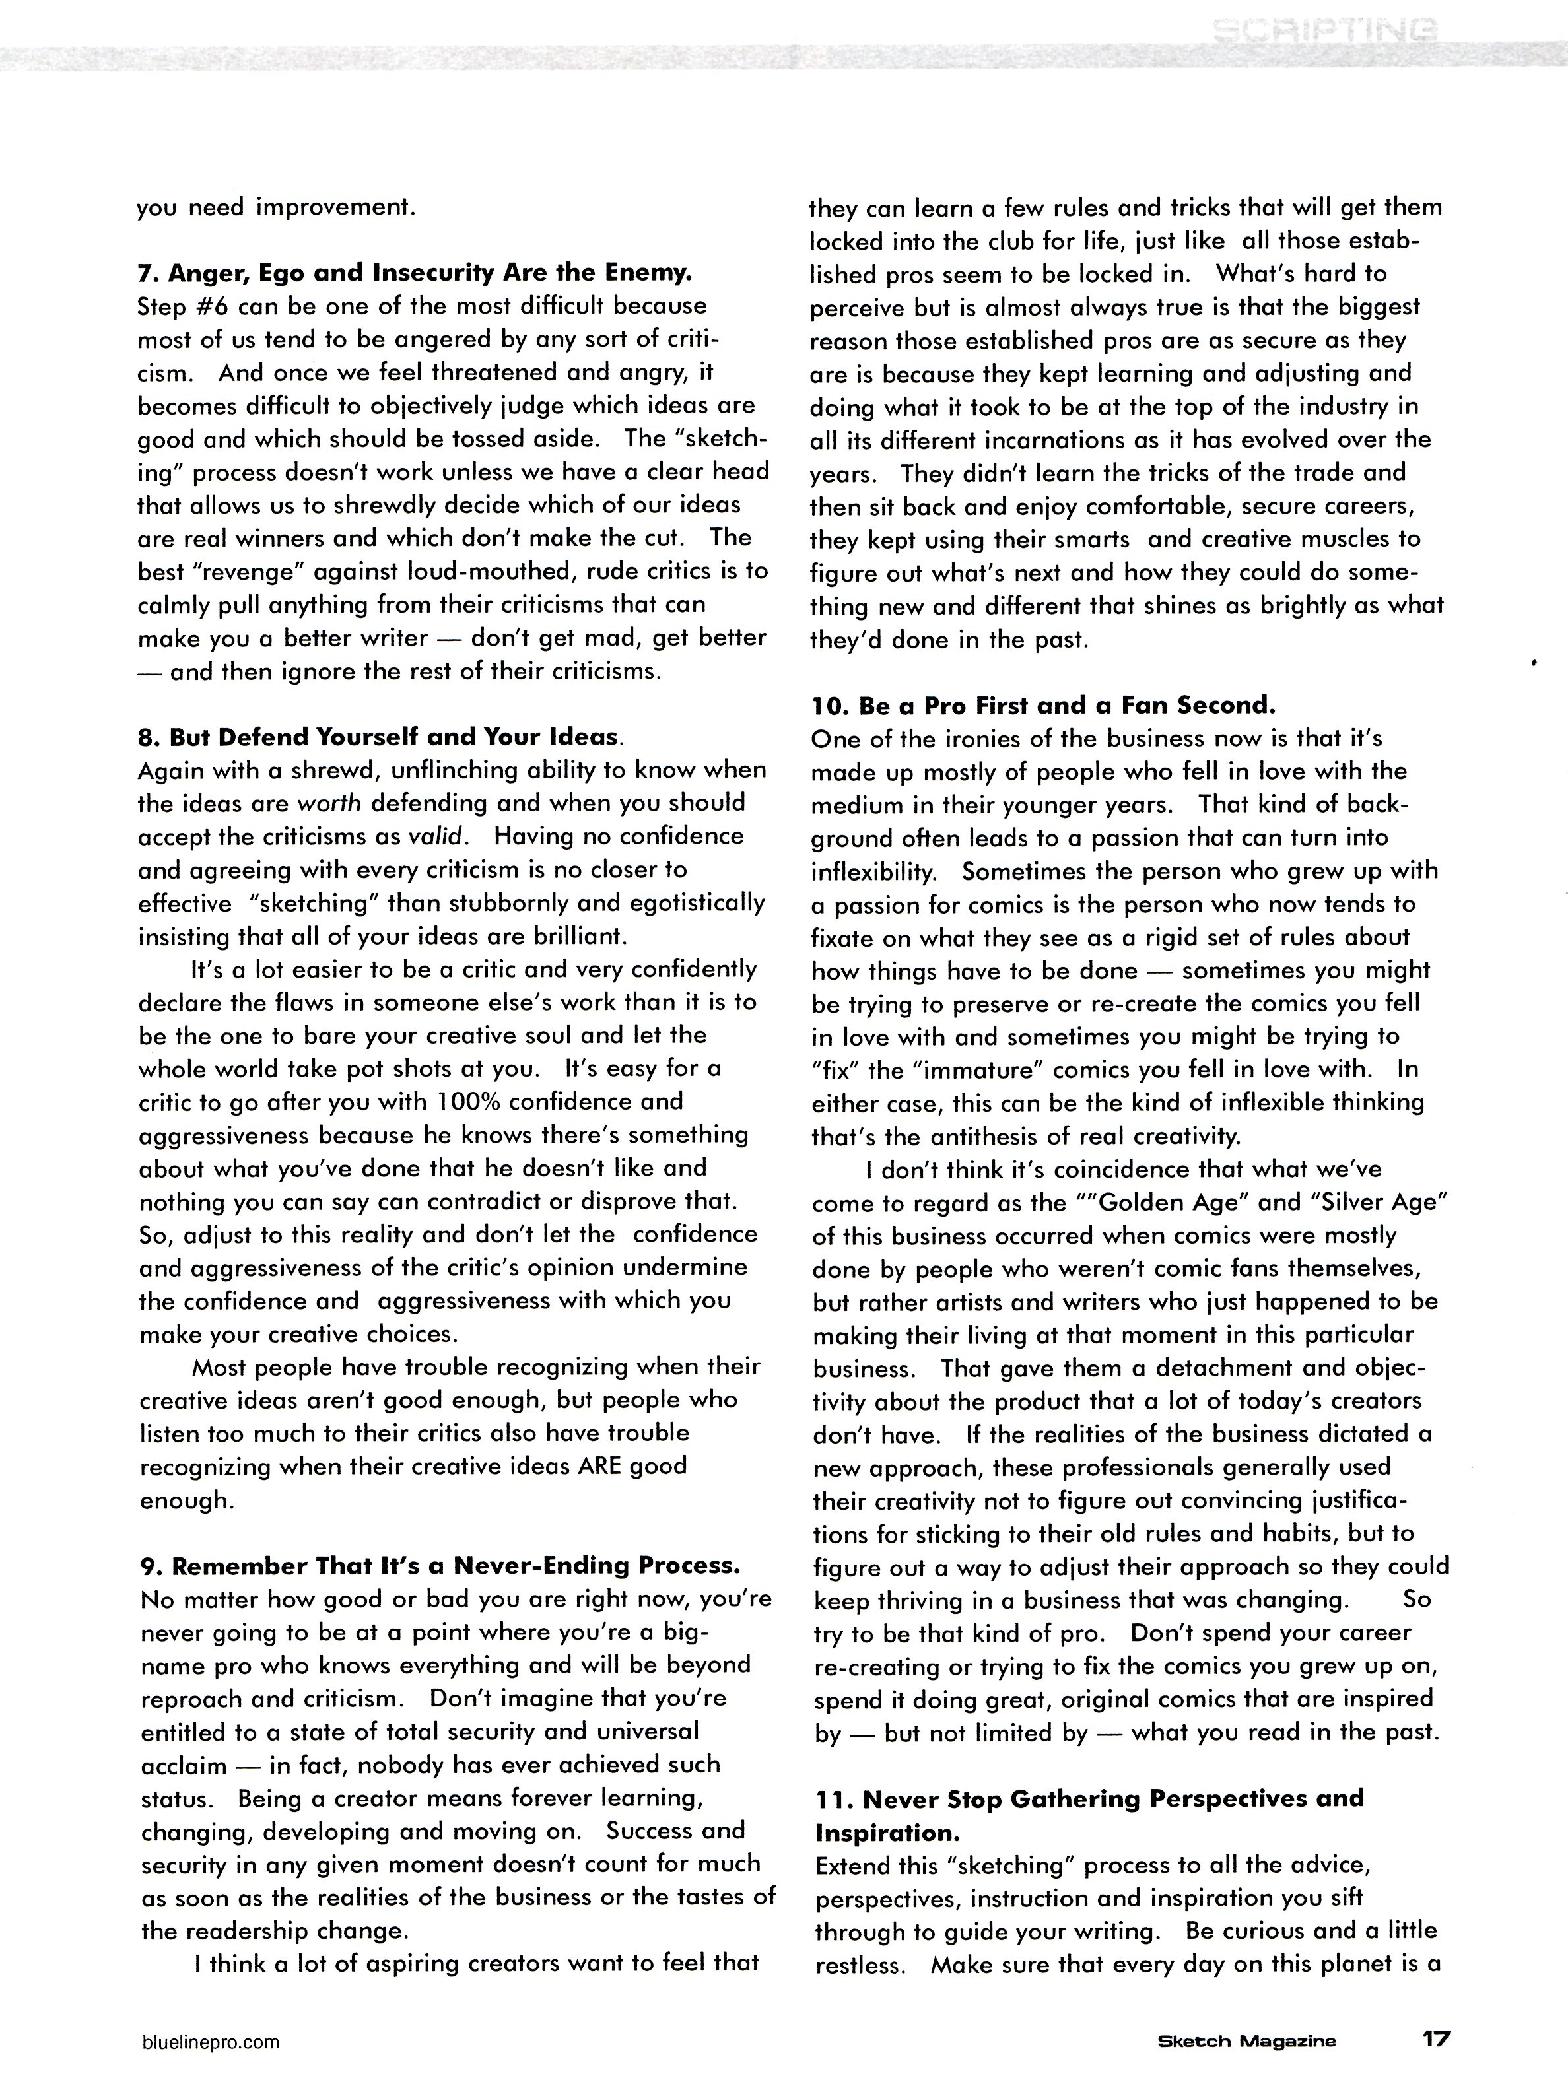 SCRIPTING
you need improvement.
7. Anger, Ego and Insecurity Are the Enemy.
Step #6 can be one of the most difficult because
most of us tend to be angered by any sort of criti-
cism. And once we feel threatened and angry, it
becomes difficult to objectively judge which ideas are
good and which should be tossed aside. The "sketch-
ing" process doesn't work unless we have a clear head
that allows us to shrewdly decide which of our ideas
are real winners and which don't make the cut. The
best "revenge" against loud-mouthed, rude critics is to
calmly pull anything from their criticisms that can
make you a better writer — don't get mad, get better
— and then ignore the rest of their criticisms.
8. But Defend Yourself and Your Ideas.
Again with a shrewd, unflinching ability to know when
the ideas are worth defending and when you should
accept the criticisms as valid. Having no confidence
and agreeing with every criticism is no closer to
effective "sketching" than stubbornly and egotistically
insisting that all of your ideas are brilliant.
It's a lot easier to be a critic and very confidently
declare the flaws in someone else's work than it is to
be the one to bare your creative soul and let the
whole world take pot shots at you. It's easy for a
critic to go after you with 100% confidence and
aggressiveness because he knows there's something
about what you've done that he doesn't like and
nothing you can say can contradict or disprove that.
So, adjust to this reality and don't let the confidence
and aggressiveness of the critic's opinion undermine
the confidence and aggressiveness with which you
make your creative choices.
Most people have trouble recognizing when their
creative ideas aren't good enough, but people who
listen too much to their critics also have trouble
recognizing when their creative ideas ARE good
enough.
9. Remember That It's a Never-Ending Process.
No matter how good or bad you are right now, you're
never going to be at a point where you're a big-
name pro who knows everything and will be beyond
reproach and criticism. Don't imagine that you're
entitled to a state of total security and universal
acclaim — in fact, nobody has ever achieved such
status. Being a creator means forever learning,
changing, developing and moving on. Success and
security in any given moment doesn't count for much
as soon as the realities of the business or the tastes of
the readership change.
I think a lot of aspiring creators want to feel that
they can learn a few rules and tricks that will get them
locked into the club for life, just like all those estab-
lished pros seem to be locked in. What's hard to
perceive but is almost always true is that the biggest
reason those established pros are as secure as they
are is because they kept learning and adjusting and
doing what it took to be at the top of the industry in
all its different incarnations as it has evolved over the
years. They didn't learn the tricks of the trade and
then sit back and enjoy comfortable, secure careers,
they kept using their smarts and creative muscles to
figure out what's next and how they could do some-
thing new and different that shines as brightly as what
they'd done in the past.
10. Be a Pro First and a Fan Second.
One of the ironies of the business now is that it's
made up mostly of people who fell in love with the
medium in their younger years. That kind of back-
ground often leads to a passion that can turn into
inflexibility. Sometimes the person who grew up with
a passion for comics is the person who now tends to
fixate on what they see as a rigid set of rules about
how things have to be done — sometimes you might
be trying to preserve or re-create the comics you fell
in love with and sometimes you might be trying to
"fix" the "immature" comics you fell in love with. In
either case, this can be the kind of inflexible thinking
that's the antithesis of real creativity.
I don't think it's coincidence that what we've
come to regard as the ""Golden Age" and "Silver Age"
of this business occurred when comics were mostly
done by people who weren't comic fans themselves,
but rather artists and writers who just happened to be
making their living at that moment in this particular
business. That gave them a detachment and objec-
tivity about the product that a lot of today's creators
don't have. If the realities of the business dictated a
new approach, these professionals generally used
their creativity not to figure out convincing justifica-
tions for sticking to their old rules and habits, but to
figure out a way to adjust their approach so they could
keep thriving in a business that was changing. So
try to be that kind of pro. Don't spend your career
re-creating or trying to fix the comics you grew up on,
spend it doing great, original comics that are inspired
by — but not limited by — what you read in the past.
11. Never Stop Gathering Perspectives and
Inspiration.
Extend this "sketching" process to all the advice,
perspectives, instruction and inspiration you sift
through to guide your writing. Be curious and a little
restless. Make sure that every day on this planet is a
bluelinepro.com
Sketch Magazine 17